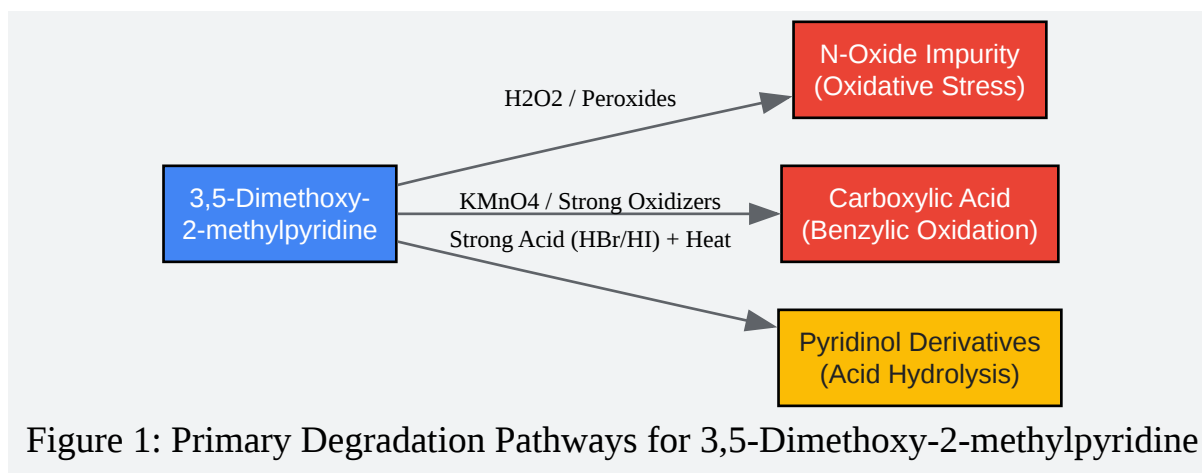 N-Oxide Impurity
(Oxidative Stress)
H2O2 / Peroxides
3,5-Dimethoxy-
2-methylpyridine
KMnO4 / Strong Oxidizers
Carboxylic Acid
(Benzylic Oxidation)
Strong Acid (HBr/HI) + Heat
Pyridinol Derivatives
(Acid Hydrolysis)
Figure 1: Primary Degradation Pathways for 3,5-Dimethoxy-2-methylpyridine